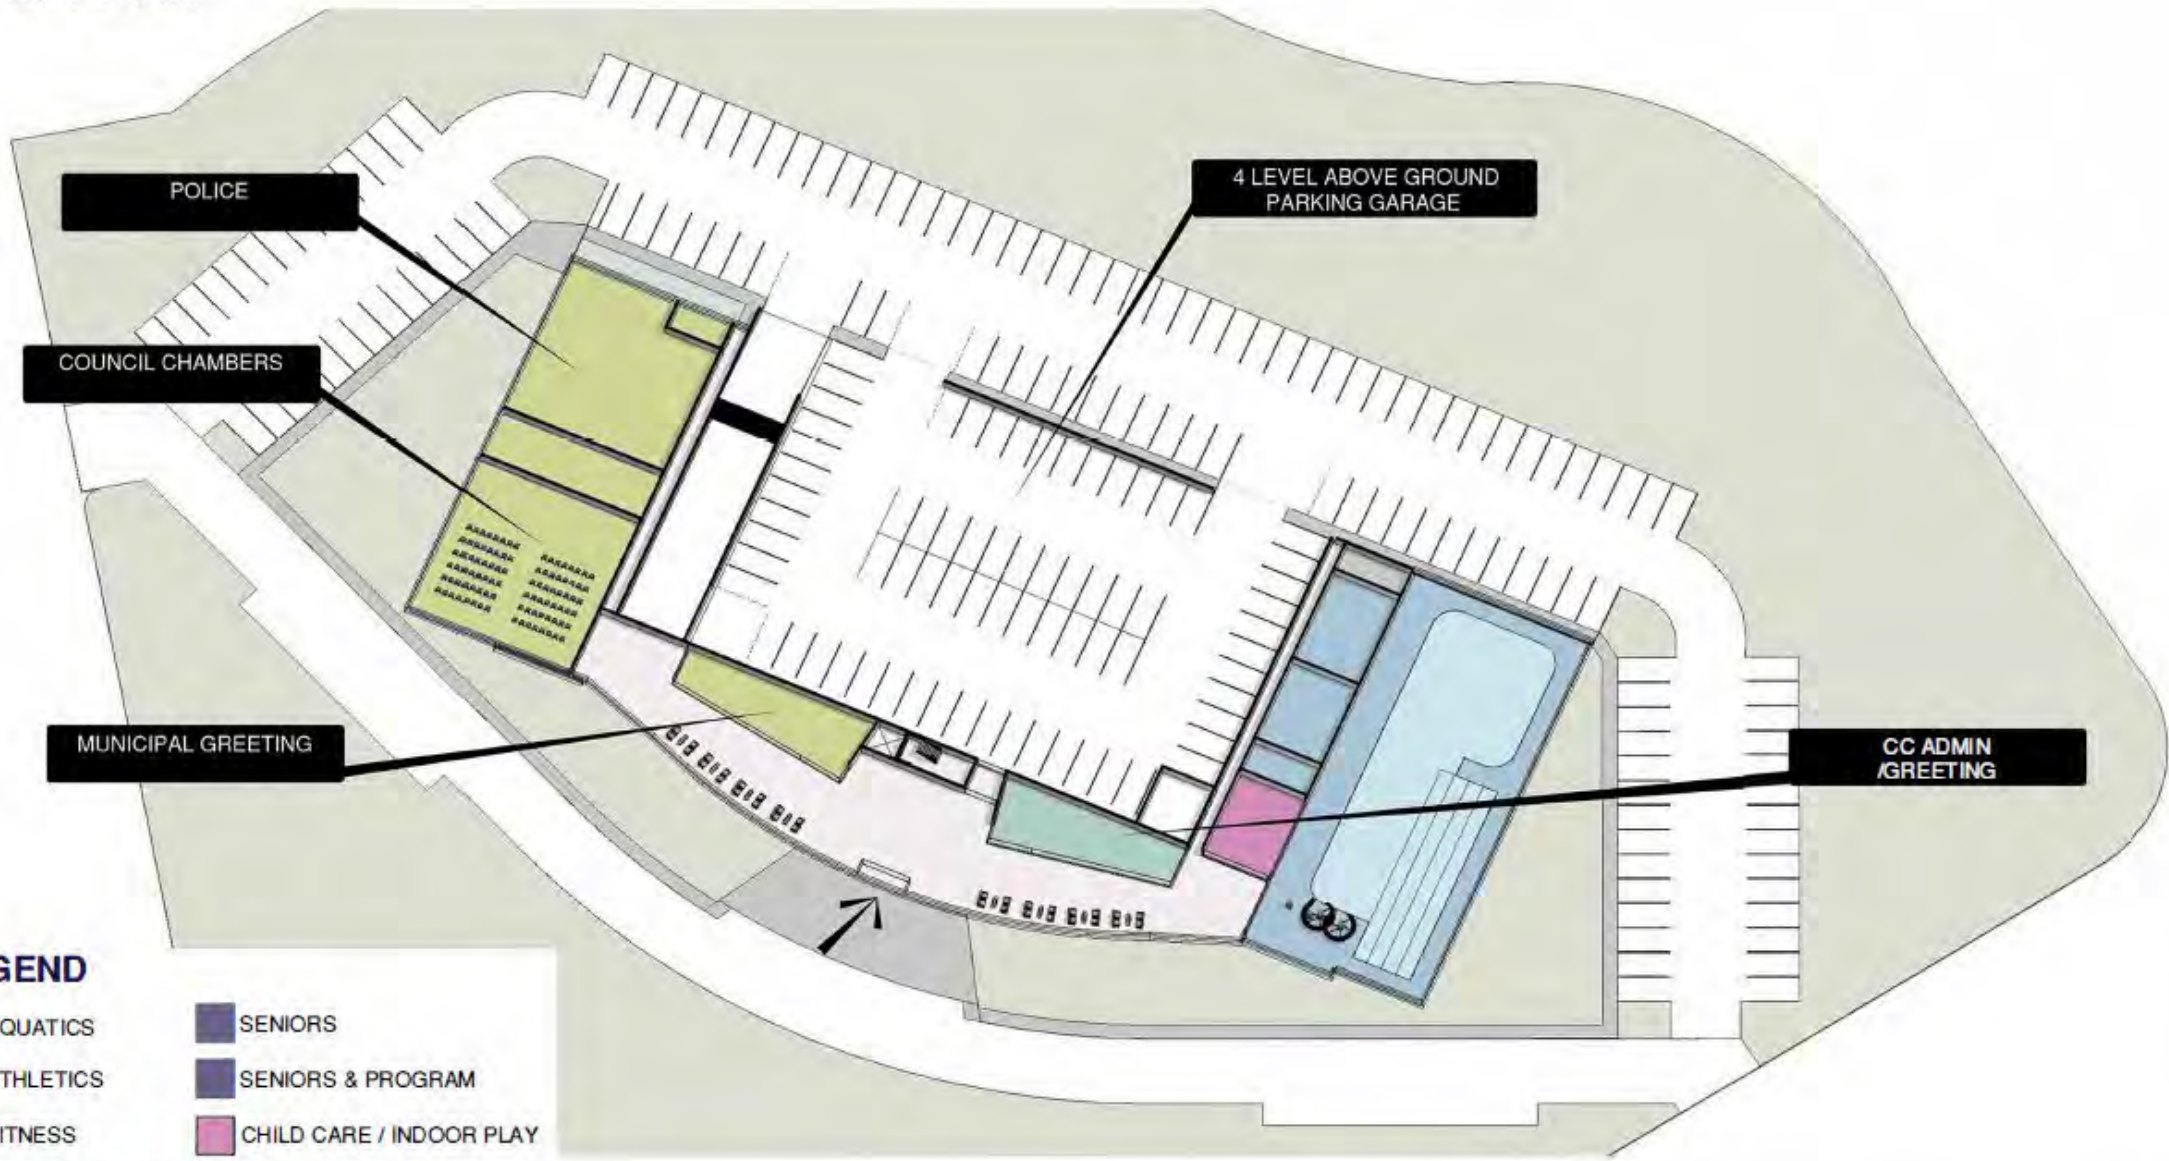 POLICE
4 LEVEL ABOVE GROUND
PARKING GARAGE
COUNCIL CHAMBERS
MUNICIPAL GREETING
CC ADMIN
/GREETING
GEND
QUATICS
SENIORS
THLETICS
SENIORS & PROGRAM
ITNESS
CHILD CARE / INDOOR PLAY